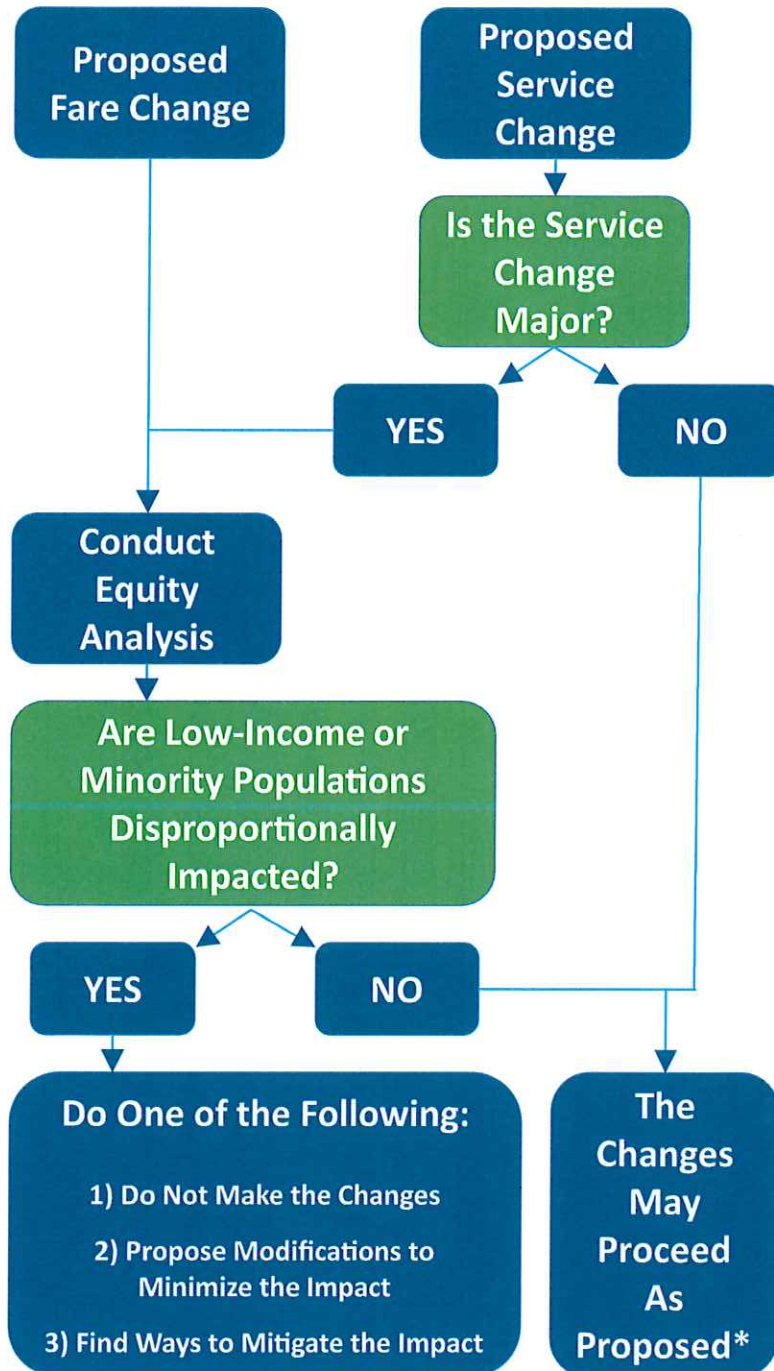 Proposed
Fare Change
Proposed
Service
Change
Is the Service
Change
Major?
YES
NO
Conduct
Equity
Analysis
Are Low-Income or
Minority Populations
Disproportionally
Impacted?
YES
NO
Do One of the Following:
1) Do Not Make the Changes
2) Propose Modifications to
Minimize the Impact
3) Find Ways to Mitigate the Impact
The
Changes
May
Proceed
As
Proposed*